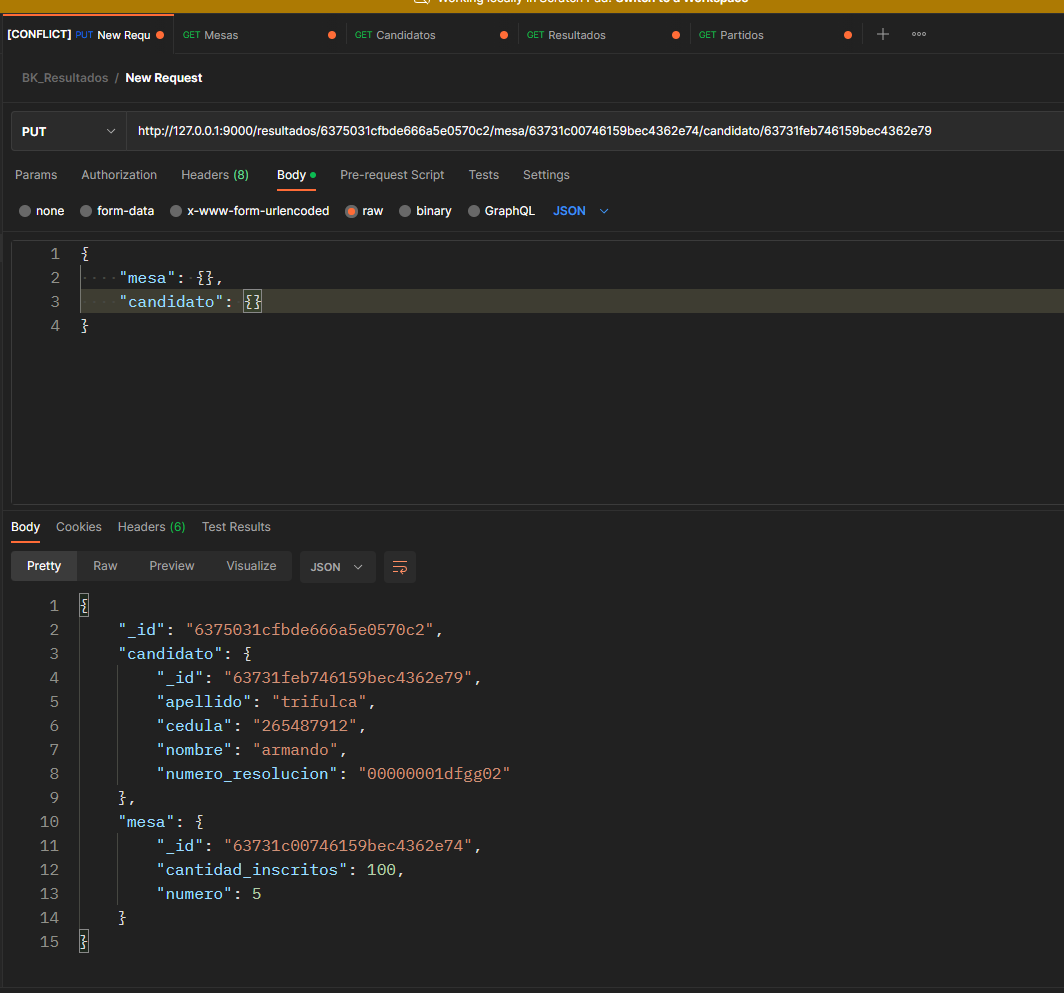 Working locally in Scratch Pad. Switch to a Workspace
[CONFLICT] PUT New Requ GET Mesas GET Candidatos GET Resultados GET Partidos
BK_Resultados / New Request
PUT http://127.0.0.1:9000/resultados/6375031cfbde666a5e0570c2/mesa/63731c00746159bec4362e74/candidato/63731feb746159bec4362e79
Params Authorization Headers (8) Body Pre-request Script Tests Settings
none form-data x-www-form-urlencoded raw binary GraphQL JSON
1 {
2 "mesa": {},
3 "candidato": {}
4 }
Body Cookies Headers (6) Test Results
Pretty Raw Preview Visualize JSON
1 {
2 "_id": "6375031cfbde666a5e0570c2",
3 "candidato": {
4 "_id": "63731feb746159bec4362e79",
5 "apellido": "trifulca",
6 "cedula": "265487912",
7 "nombre": "armando",
8 "numero_resolucion": "00000001dfgg02"
9 },
10 "mesa": {
11 "_id": "63731c00746159bec4362e74",
12 "cantidad_inscritos": 100,
13 "numero": 5
14 }
15 }